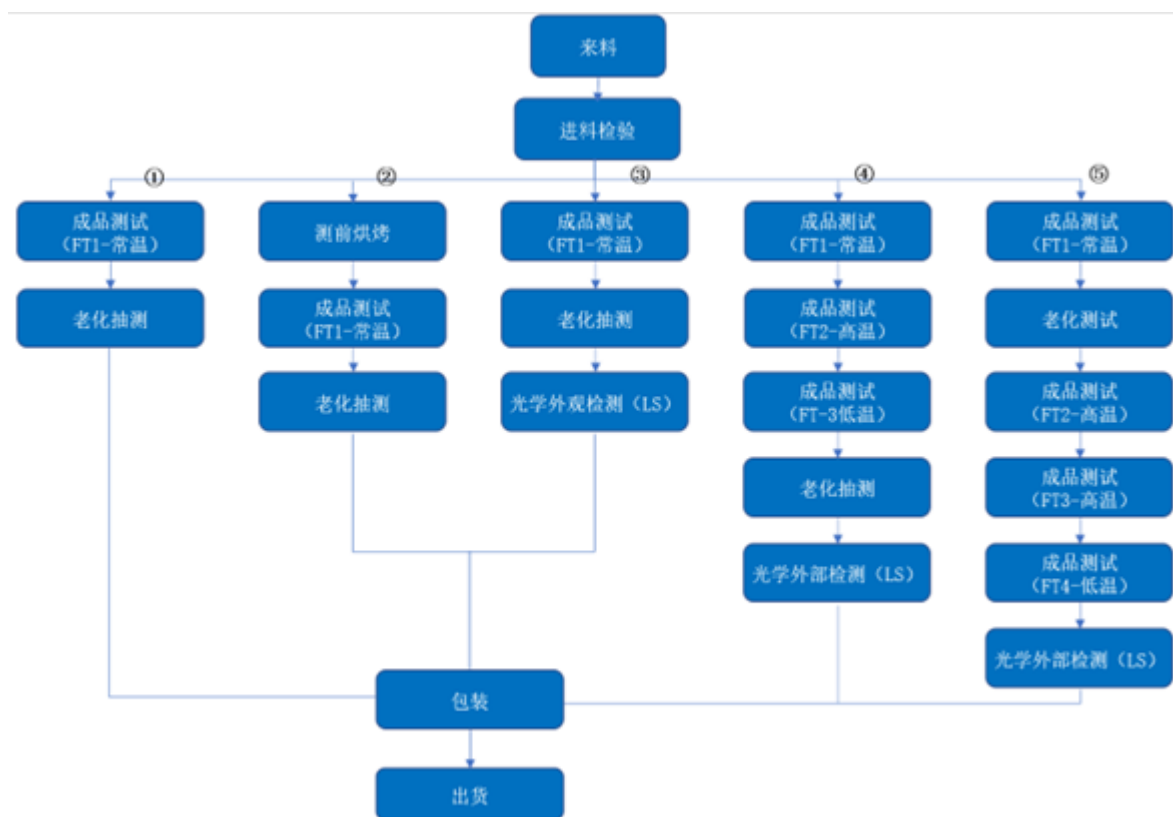 来料
进料检验
①
②
③
④
⑤
成品测试
（FT1-常温）
老化抽测
测前烘烤
成品测试
（FT1-常温）
老化抽测
成品测试
（FT1-常温）
老化抽测
光学外观检测（LS）
成品测试
（FT1-常温）
成品测试
（FT2-高温）
成品测试
（FT-3低温）
老化抽测
光学外部检测（LS）
成品测试
（FT1-常温）
老化测试
成品测试
（FT2-高温）
成品测试
（FT3-高温）
成品测试
（FT4-低温）
光学外部检测（LS）
包装
出货